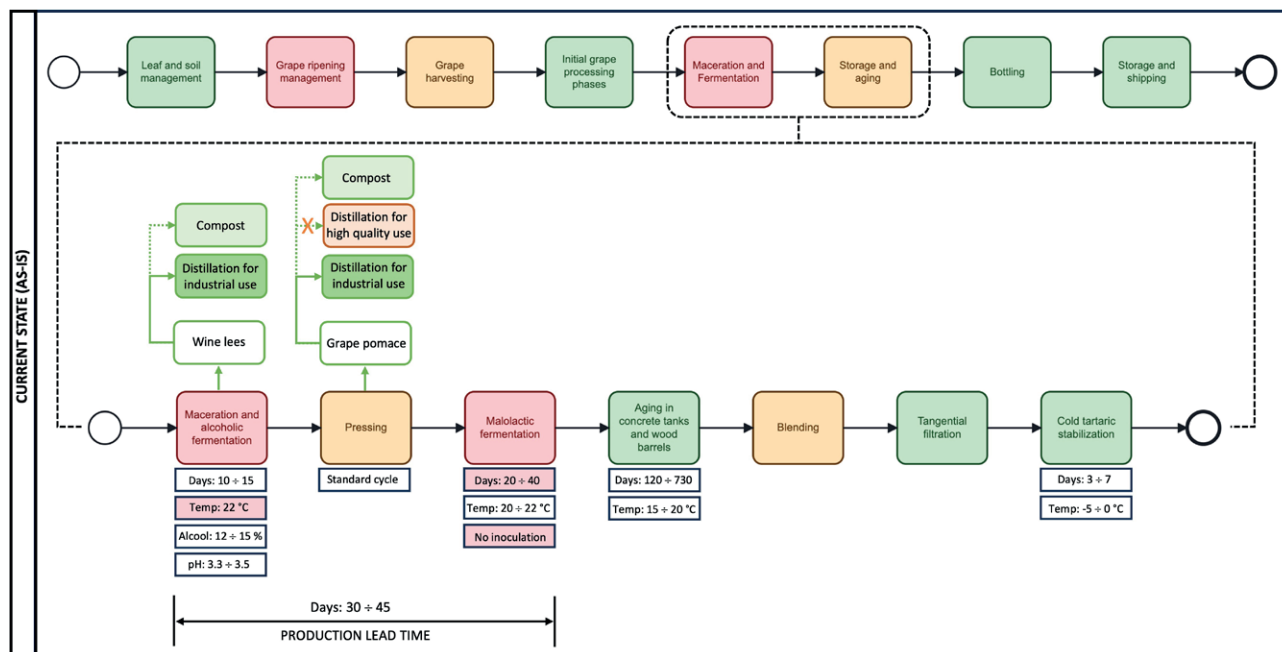 CURRENT STATE (AS-IS)
Leaf and soil
management
Grape ripening
management
Grape
harvesting
Initial grape
processing
phases
Maceration and
Fermentation
Storage and
aging
Bottling
Storage and
shipping
Compost
Distillation for
industrial use
Wine lees
Compost
X
Distillation for
high quality use
Distillation for
industrial use
Grape pomace
Maceration and
alcoholic
fermentation
Pressing
Malolactic
fermentation
Aging in
concrete tanks
and wood
barrels
Blending
Tangential
filtration
Cold tartaric
stabilization
Days: 10 ÷ 15
Temp: 22 °C
Alcool: 12 ÷ 15 %
pH: 3.3 ÷ 3.5
Standard cycle
Days: 20 ÷ 40
Temp: 20 ÷ 22 °C
No inoculation
Days: 120 ÷ 730
Temp: 15 ÷ 20 °C
Days: 3 ÷ 7
Temp: -5 ÷ 0 °C
Days: 30 ÷ 45
PRODUCTION LEAD TIME